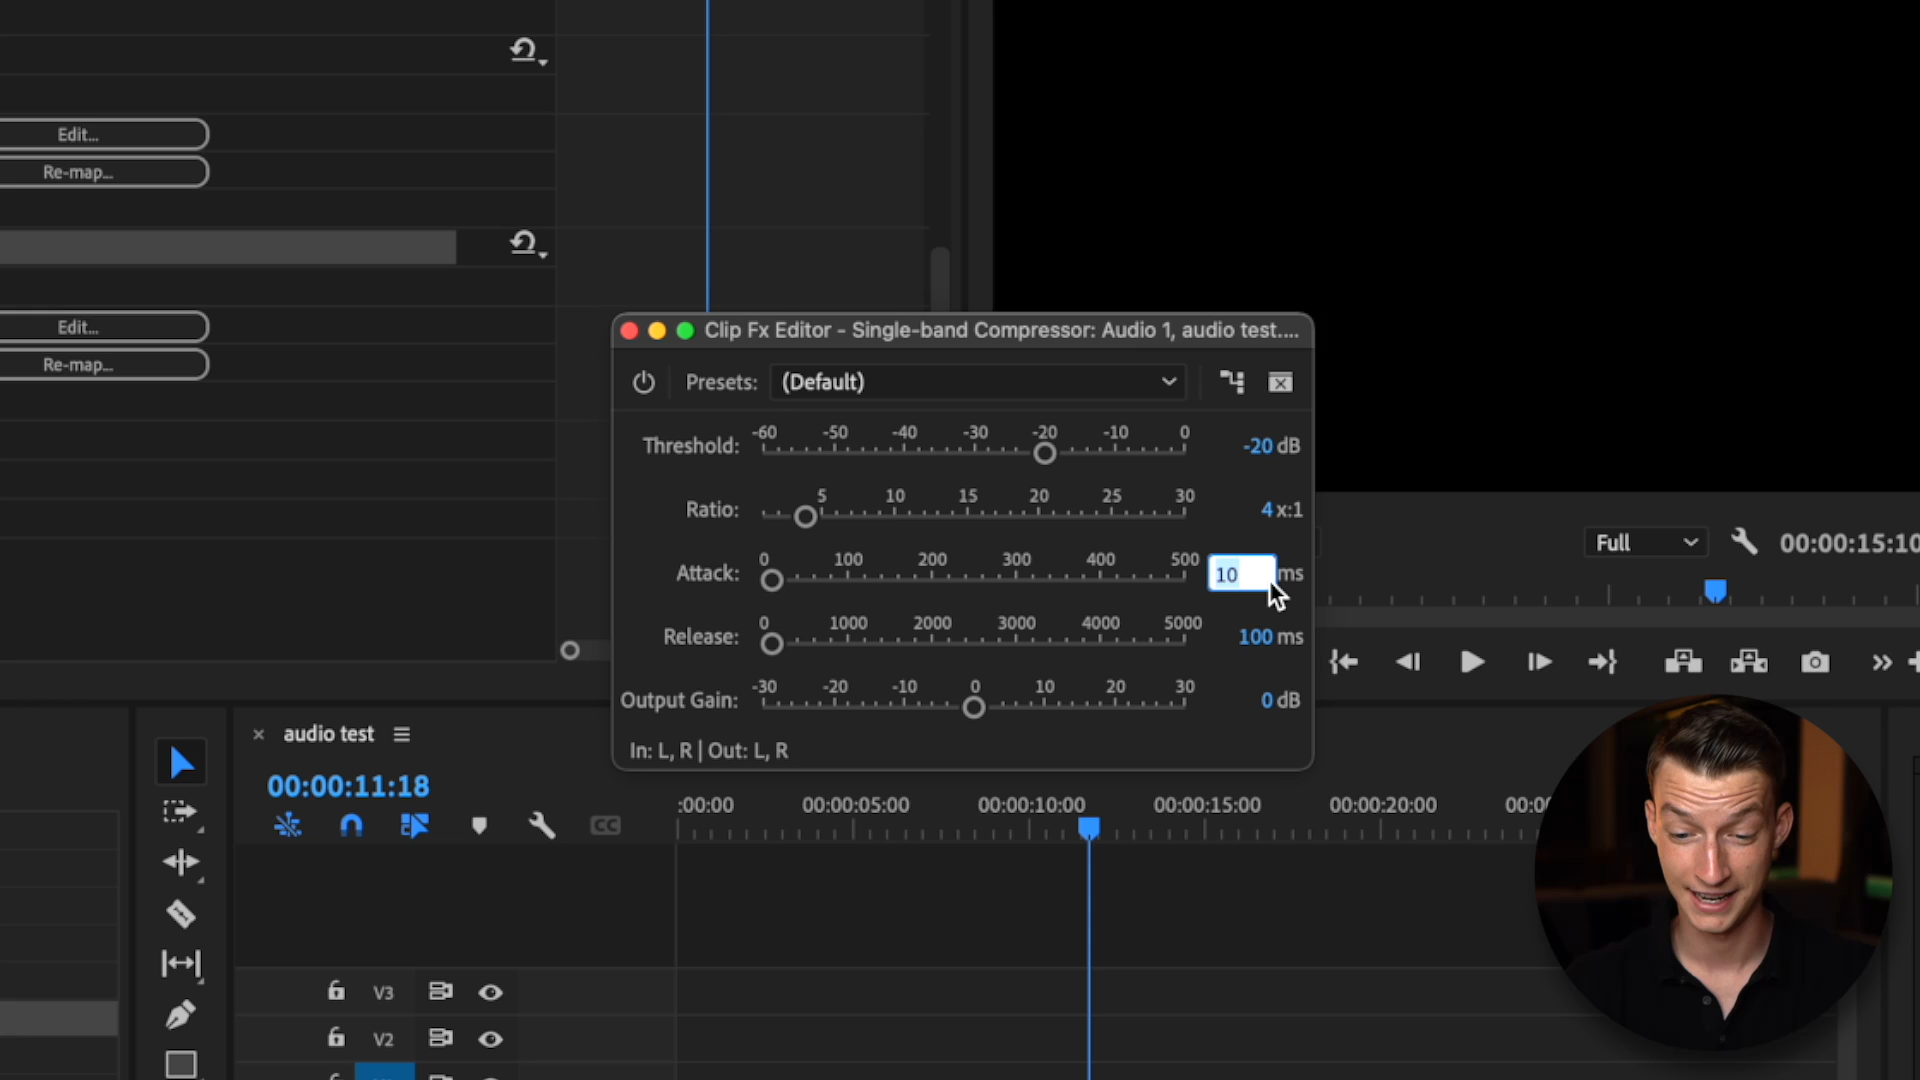 Edit...
Re-map...
Edit...
Re-map...
Clip Fx Editor - Single-band Compressor: Audio 1, audio test....
Presets: (Default)
-60 -50 -40 -30 -20 -10 0
Threshold: -20 dB
5 10 15 20 25 30
Ratio: 4 x:1
0 100 200 300 400 500
Attack: 10 ms
0 1000 2000 3000 4000 5000
Release: 100 ms
-30 -20 -10 0 10 20 30
Output Gain: 0 dB
In: L, R | Out: L, R
Full 00:00:15:10
× audio test
00:00:11:18
:00:00 00:00:05:00 00:00:10:00 00:00:15:00 00:00:20:00 00:00
CC
V3
V2